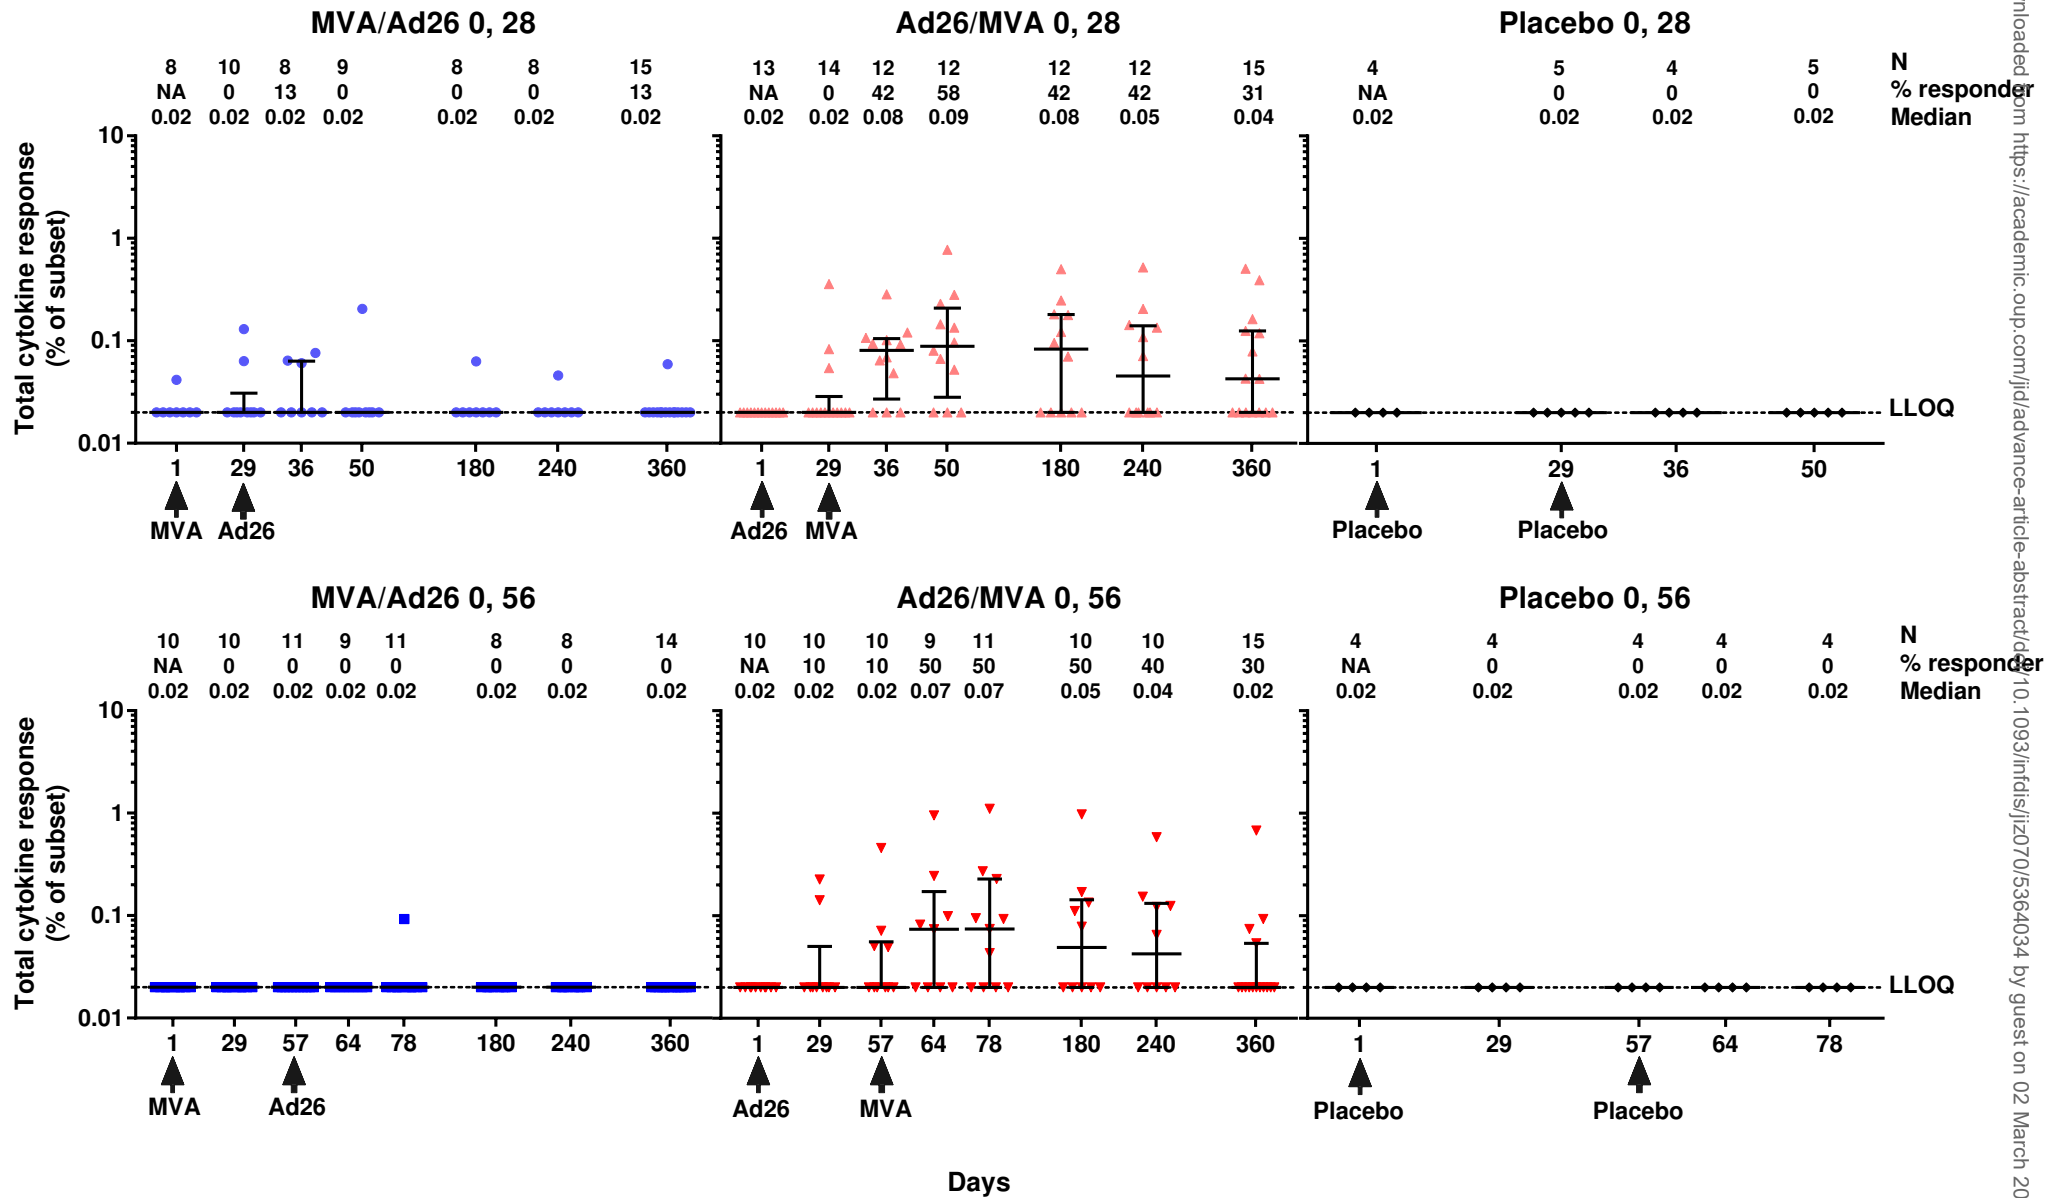 MVA/Ad26 0, 28
Ad26/MVA 0, 28
Placebo 0, 28
8 10 8 9 8 8 15
NA 0 13 0 0 0 13
0.02 0.02 0.02 0.02 0.02 0.02 0.02
13 14 12 12 12 12 15
NA 0 42 58 42 42 31
0.02 0.02 0.08 0.09 0.08 0.05 0.04
4 5 4 5 N
NA 0 0 0 % responder
0.02 0.02 0.02 0.02 Median
Total cytokine response
(% of subset)
10
1
0.1
0.01
LLOQ
1 29 36 50 180 240 360
MVA Ad26
1 29 36 50 180 240 360
Ad26 MVA
1 29 36 50
Placebo Placebo
MVA/Ad26 0, 56
Ad26/MVA 0, 56
Placebo 0, 56
10 10 11 9 11 8 8 14
NA 0 0 0 0 0 0 0
0.02 0.02 0.02 0.02 0.02 0.02 0.02 0.02
10 10 10 9 11 10 10 15
NA 10 10 50 50 50 40 30
0.02 0.02 0.02 0.07 0.07 0.05 0.04 0.02
4 4 4 4 4 N
NA 0 0 0 0 % responder
0.02 0.02 0.02 0.02 0.02 Median
Total cytokine response
(% of subset)
10
1
0.1
0.01
LLOQ
1 29 57 64 78 180 240 360
MVA Ad26
1 29 57 64 78 180 240 360
Ad26 MVA
1 29 57 64 78
Placebo Placebo
Days
from https://academic.oup.com/jid/advance-article-abstract/doi/10.1093/infdis/jiz070/5364034 by guest on 02 March 20